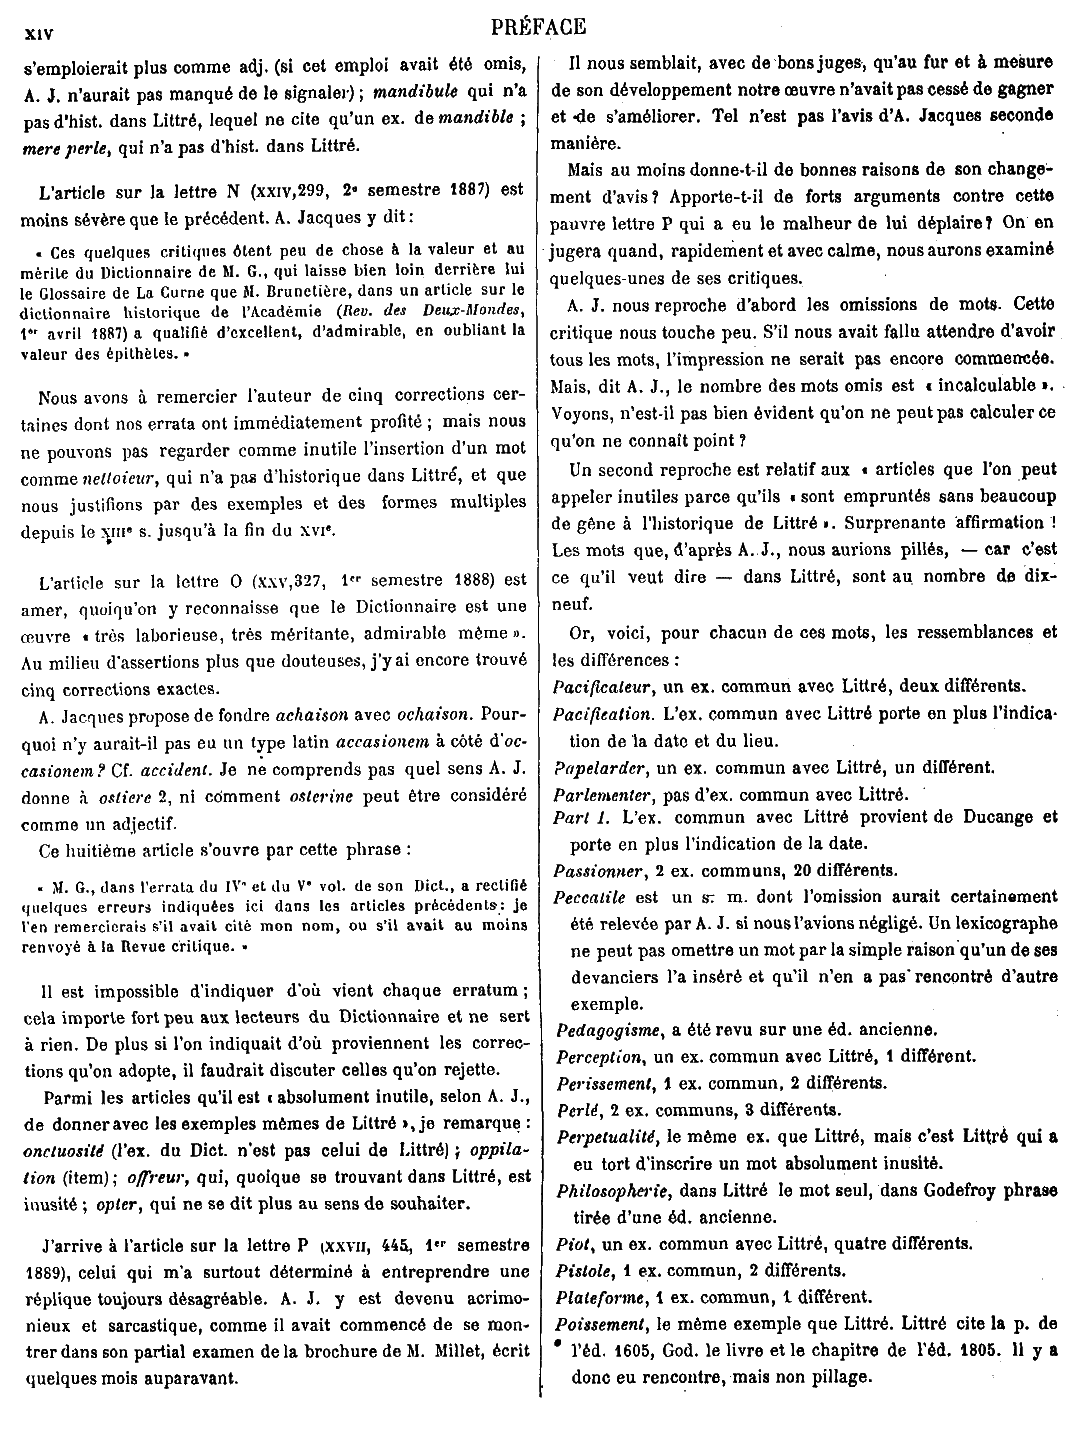 XIV
PRÉFACE
s'emploierait plus comme adj. (si cet emploi avait été omis,
A. J. n'aurait pas manqué de le signaler) ; mandibule qui n'a
pas d'hist. dans Littré, lequel ne cite qu'un ex. de mandible ;
mere perle, qui n'a pas d'hist. dans Littré.
L'article sur la lettre N (XXIV,299, 2e semestre 1887) est
moins sévère que le précédent. A. Jacques y dit :
« Ces quelques critiques ôtent peu de chose à la valeur et au
mérite du Dictionnaire de M. G., qui laisse bien loin derrière lui
le Glossaire de La Curne que M. Brunetière, dans un article sur le
dictionnaire historique de l'Académie (Rev. des Deux-Mondes,
1er avril 1887) a qualifié d'excellent, d'admirable, en oubliant la
valeur des épithètes. »
Nous avons à remercier l'auteur de cinq corrections cer-
taines dont nos errata ont immédiatement profité ; mais nous
ne pouvons pas regarder comme inutile l'insertion d'un mot
comme nettoieur, qui n'a pas d'historique dans Littré, et que
nous justifions par des exemples et des formes multiples
depuis le XIIIe s. jusqu'à la fin du XVIe.
L'article sur la lettre O (XXV,327, 1er semestre 1888) est
amer, quoiqu'on y reconnaisse que le Dictionnaire est une
œuvre « très laborieuse, très méritante, admirable même ».
Au milieu d'assertions plus que douteuses, j'y ai encore trouvé
cinq corrections exactes.
A. Jacques propose de fondre achaison avec ochaison. Pour-
quoi n'y aurait-il pas eu un type latin accasionem à côté d'oc-
casionem ? Cf. accident. Je ne comprends pas quel sens A. J.
donne à ostiere 2, ni comment osterine peut être considéré
comme un adjectif.
Ce huitième article s'ouvre par cette phrase :
« M. G., dans l'errata du IVe et du Ve vol. de son Dict., a rectifié
quelques erreurs indiquées ici dans les articles précédents : je
l'en remercierais s'il avait cité mon nom, ou s'il avait au moins
renvoyé à la Revue critique. »
Il est impossible d'indiquer d'où vient chaque erratum ;
cela importe fort peu aux lecteurs du Dictionnaire et ne sert
à rien. De plus si l'on indiquait d'où proviennent les correc-
tions qu'on adopte, il faudrait discuter celles qu'on rejette.
Parmi les articles qu'il est « absolument inutile, selon A. J.,
de donner avec les exemples mêmes de Littré », je remarque :
onctuosité (l'ex. du Dict. n'est pas celui de Littré) ; oppila-
tion (item) ; offreur, qui, quoique se trouvant dans Littré, est
inusité ; opter, qui ne se dit plus au sens de souhaiter.
J'arrive à l'article sur la lettre P (XXVII, 445, 1er semestre
1889), celui qui m'a surtout déterminé à entreprendre une
réplique toujours désagréable. A. J. y est devenu acrimo-
nieux et sarcastique, comme il avait commencé de se mon-
trer dans son partial examen de la brochure de M. Millet, écrit
quelques mois auparavant.
Il nous semblait, avec de bons juges, qu'au fur et à mesure
de son développement notre œuvre n'avait pas cessé de gagner
et de s'améliorer. Tel n'est pas l'avis d'A. Jacques seconde
manière.
Mais au moins donne-t-il de bonnes raisons de son change-
ment d'avis ? Apporte-t-il de forts arguments contre cette
pauvre lettre P qui a eu le malheur de lui déplaire ? On en
jugera quand, rapidement et avec calme, nous aurons examiné
quelques-unes de ses critiques.
A. J. nous reproche d'abord les omissions de mots. Cette
critique nous touche peu. S'il nous avait fallu attendre d'avoir
tous les mots, l'impression ne serait pas encore commencée.
Mais, dit A. J., le nombre des mots omis est « incalculable ».
Voyons, n'est-il pas bien évident qu'on ne peut pas calculer ce
qu'on ne connaît point ?
Un second reproche est relatif aux « articles que l'on peut
appeler inutiles parce qu'ils « sont empruntés sans beaucoup
de gêne à l'historique de Littré ». Surprenante affirmation !
Les mots que, d'après A. J., nous aurions pillés, — car c'est
ce qu'il veut dire — dans Littré, sont au nombre de dix-
neuf.
Or, voici, pour chacun de ces mots, les ressemblances et
les différences :
Pacificateur, un ex. commun avec Littré, deux différents.
Pacification. L'ex. commun avec Littré porte en plus l'indica-
tion de la date et du lieu.
Papelarder, un ex. commun avec Littré, un différent.
Parlementer, pas d'ex. commun avec Littré.
Part 1. L'ex. commun avec Littré provient de Ducange et
porte en plus l'indication de la date.
Passionner, 2 ex. communs, 20 différents.
Peccatile est un s. m. dont l'omission aurait certainement
été relevée par A. J. si nous l'avions négligé. Un lexicographe
ne peut pas omettre un mot par la simple raison qu'un de ses
devanciers l'a inséré et qu'il n'en a pas rencontré d'autre
exemple.
Pedagogisme, a été revu sur une éd. ancienne.
Perception, un ex. commun avec Littré, 1 différent.
Perissement, 1 ex. commun, 2 différents.
Perlé, 2 ex. communs, 3 différents.
Perpetualité, le même ex. que Littré, mais c'est Littré qui a
eu tort d'inscrire un mot absolument inusité.
Philosopherie, dans Littré le mot seul, dans Godefroy phrase
tirée d'une éd. ancienne.
Piot, un ex. commun avec Littré, quatre différents.
Pistole, 1 ex. commun, 2 différents.
Plateforme, 1 ex. commun, 1 différent.
Poissement, le même exemple que Littré. Littré cite la p. de
l'éd. 1605, God. le livre et le chapitre de l'éd. 1805. Il y a
donc eu rencontre, mais non pillage.